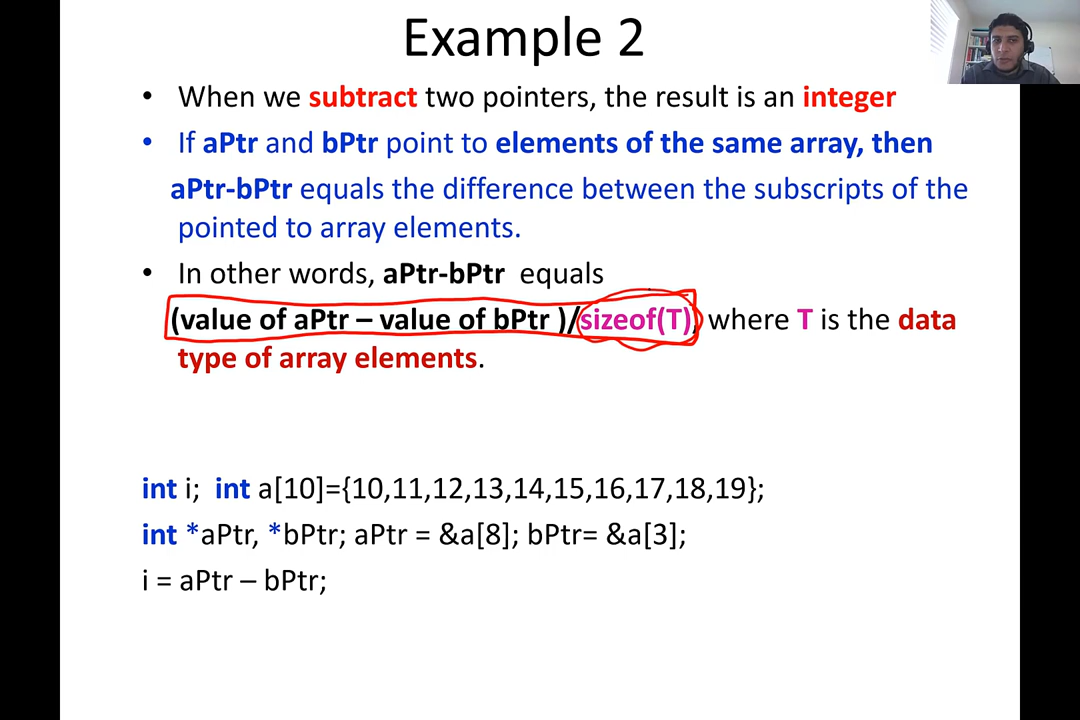 Example 2
• When we subtract two pointers, the result is an integer
• If aPtr and bPtr point to elements of the same array, then
aPtr-bPtr equals the difference between the subscripts of the
pointed to array elements.
• In other words, aPtr-bPtr equals
(value of aPtr – value of bPtr )/sizeof(T), where T is the data
type of array elements.
int i; int a[10]={10,11,12,13,14,15,16,17,18,19};
int *aPtr, *bPtr; aPtr = &a[8]; bPtr= &a[3];
i = aPtr – bPtr;